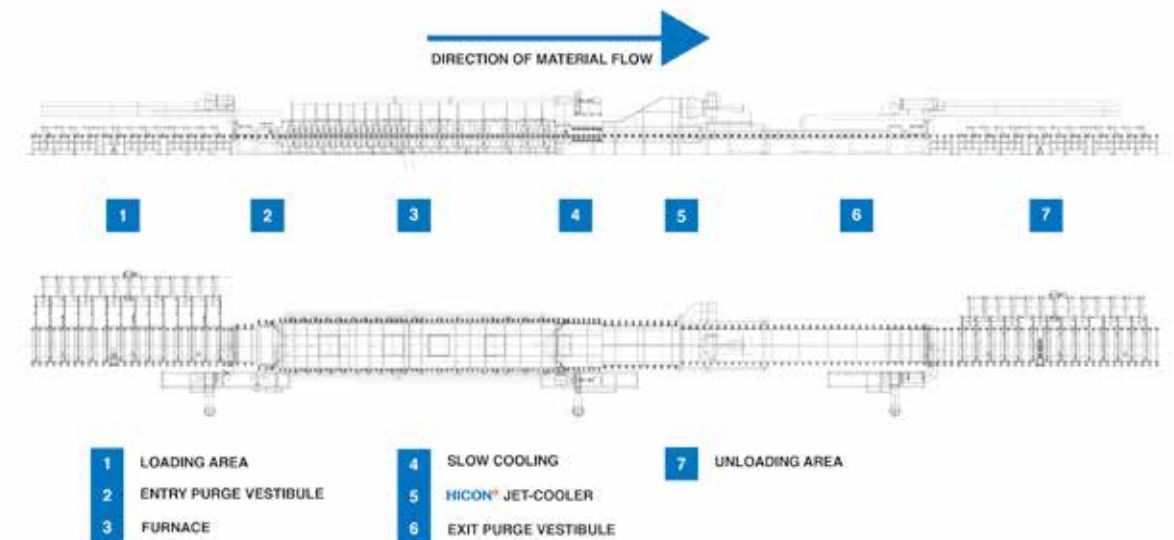 DIRECTION OF MATERIAL FLOW
1 2 3 4 5 6 7
1 LOADING AREA
2 ENTRY PURGE VESTIBULE
3 FURNACE
4 SLOW COOLING
5 HICON® JET-COOLER
6 EXIT PURGE VESTIBULE
7 UNLOADING AREA